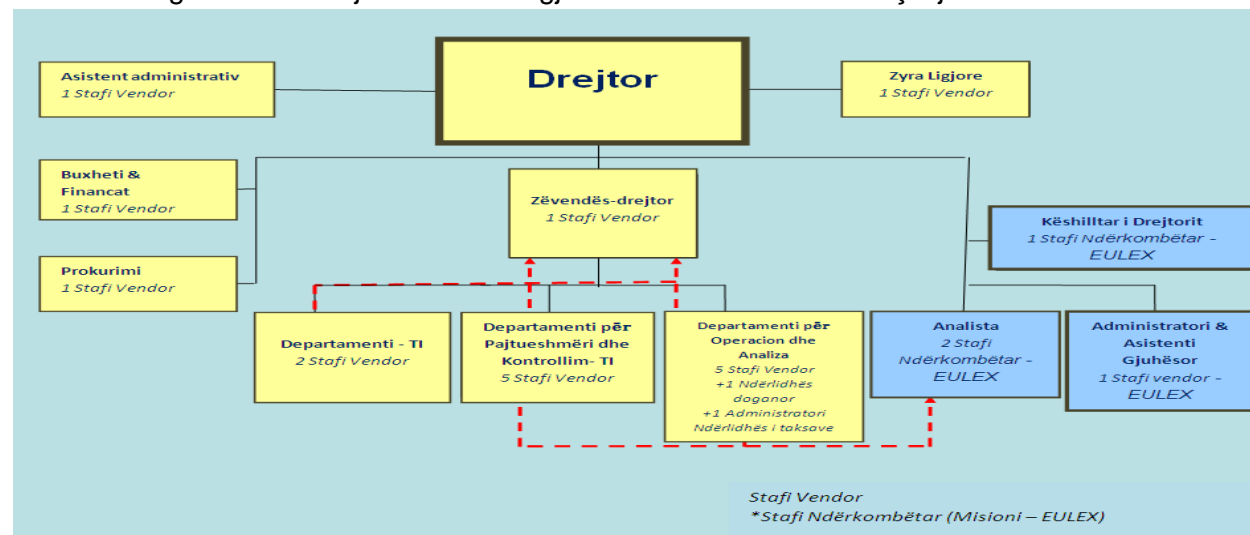 Drejtor
Asistent administrativ
1 Stafi Vendor
Zyra Ligjore
1 Stafi Vendor
Buxheti &
Financat
1 Stafi Vendor
Zëvendës-drejtor
1 Stafi Vendor
Këshilltar i Drejtorit
1 Stafi Ndërkombëtar -
EULEX
Prokurimi
1 Stafi Vendor
Departamenti - TI
2 Stafi Vendor
Departamenti për
Pajtueshmëri dhe
Kontrollim- TI
5 Stafi Vendor
Departamenti për
Operacion dhe
Analiza
5 Stafi Vendor
+1 Ndërlidhës
doganor
+1 Administratori
Ndërlidhës i taksave
Analista
2 Stafi
Ndërkombëtar -
EULEX
Administratori &
Asistenti
Gjuhësor
1 Stafi vendor -
EULEX
Stafi Vendor
*Stafi Ndërkombëtar (Misioni – EULEX)